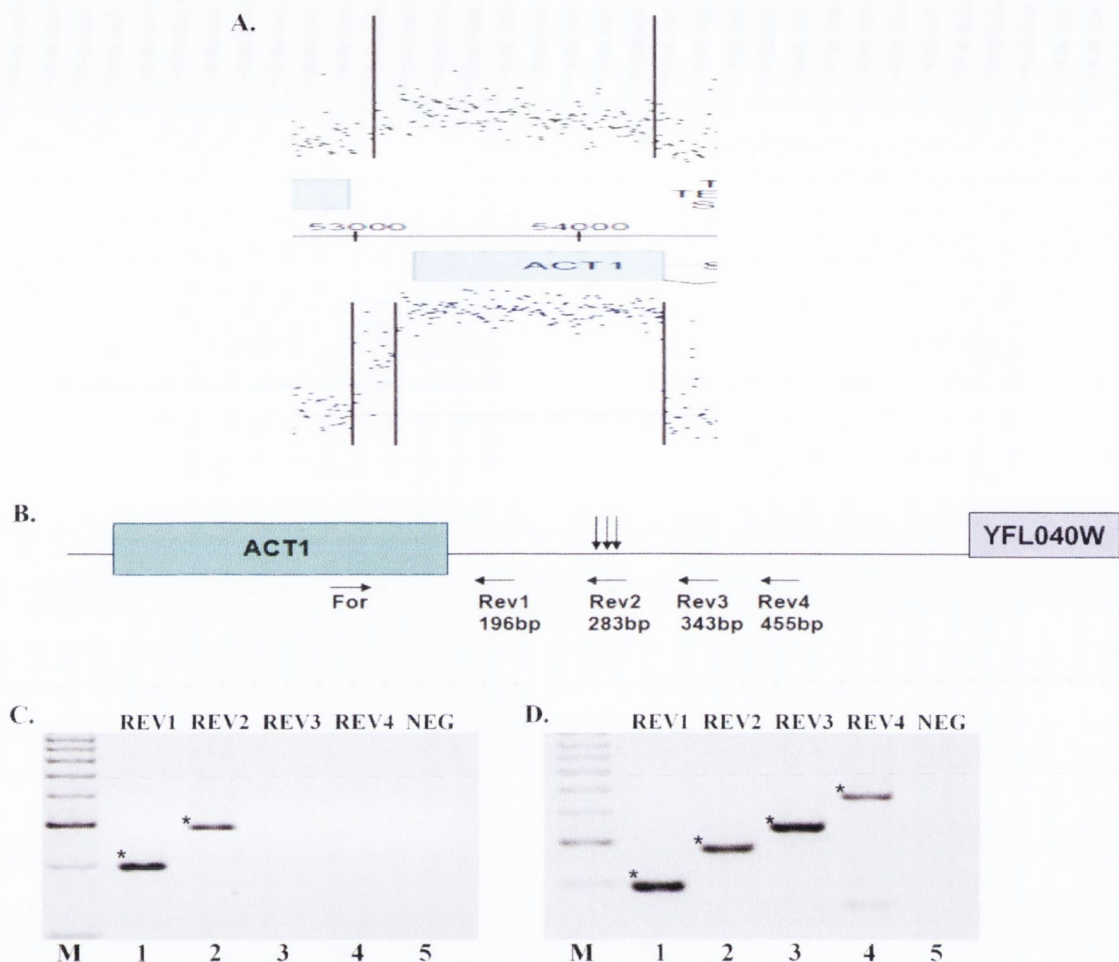 A.
T
TE
S
53000 54000
ACT1
S
B.
ACT1
YFL040W
For
Rev1 Rev2 Rev3 Rev4
196bp 283bp 343bp 455bp
C.
REV1 REV2 REV3 REV4 NEG
*
*
M 1 2 3 4 5
D.
REV1 REV2 REV3 REV4 NEG
*
*
*
*
M 1 2 3 4 5